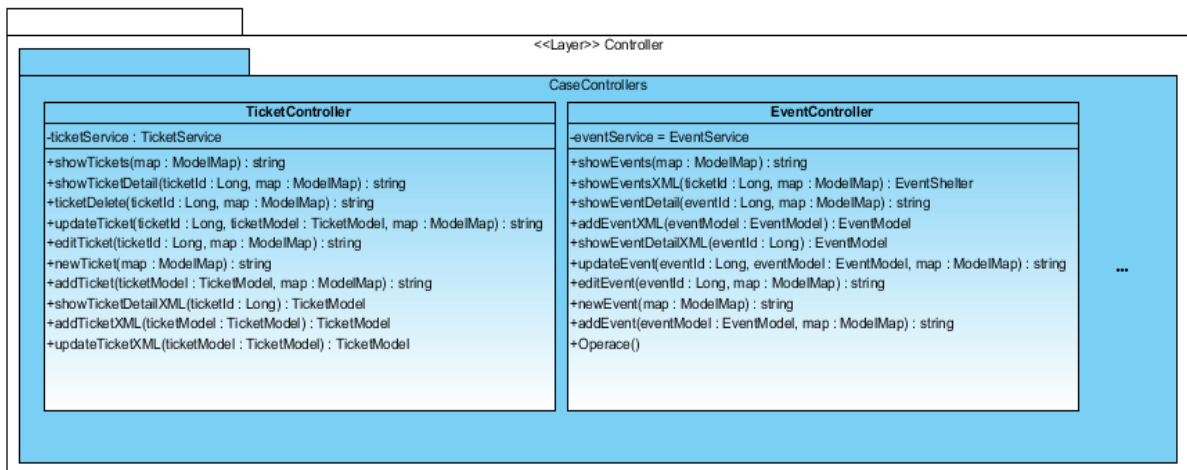 <<Layer>> Controller
CaseControllers
TicketController
-ticketService : TicketService
+showTickets(map : ModelMap) : string
+showTicketDetail(ticketId : Long, map : ModelMap) : string
+ticketDelete(ticketId : Long, map : ModelMap) : string
+updateTicket(ticketId : Long, ticketModel : TicketModel, map : ModelMap) : string
+editTicket(ticketId : Long, map : ModelMap) : string
+newTicket(map : ModelMap) : string
+addTicket(ticketModel : TicketModel, map : ModelMap) : string
+showTicketDetailXML(ticketId : Long) : TicketModel
+addTicketXML(ticketModel : TicketModel) : TicketModel
+updateTicketXML(ticketModel : TicketModel) : TicketModel
EventController
-eventService = EventService
+showEvents(map : ModelMap) : string
+showEventsXML(ticketId : Long, map : ModelMap) : EventShelter
+showEventDetail(eventId : Long, map : ModelMap) : string
+addEventXML(eventModel : EventModel) : EventModel
+showEventDetailXML(eventId : Long) : EventModel
+updateEvent(eventId : Long, eventModel : EventModel, map : ModelMap) : string
+editEvent(eventId : Long, map : ModelMap) : string
+newEvent(map : ModelMap) : string
+addEvent(eventModel : EventModel, map : ModelMap) : string
+Operace()
...